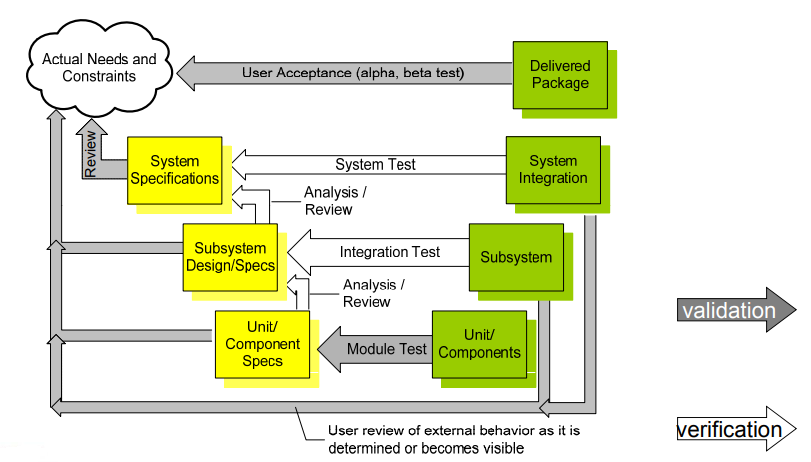 Actual Needs and
Constraints
User Acceptance (alpha, beta test)
Delivered
Package
Review
System
Specifications
System Test
System
Integration
Analysis /
Review
Subsystem
Design/Specs
Integration Test
Subsystem
Analysis /
Review
Unit/
Component
Specs
Module Test
Unit/
Components
User review of external behavior as it is
determined or becomes visible
validation
verification